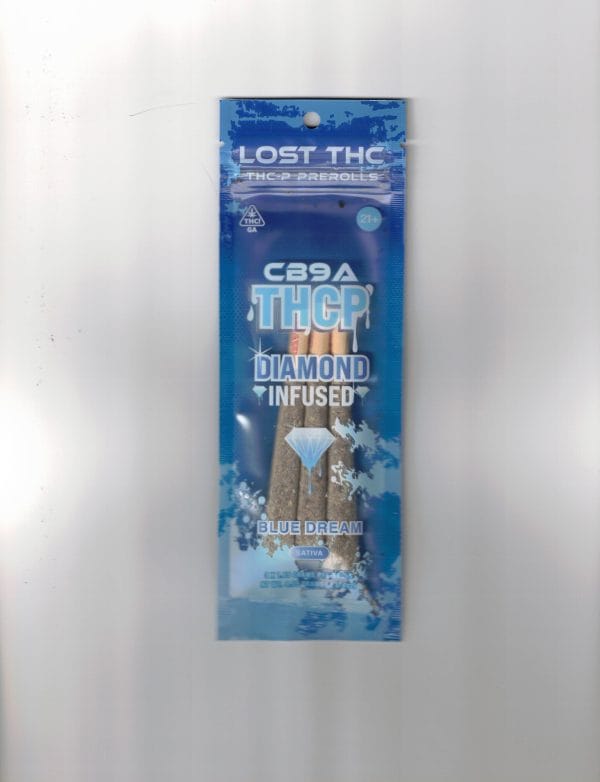 LOST THC
THC-P PREROLLS
THC!
GA
21+
CB9A
THCP
DIAMOND
INFUSED
BLUE DREAM
SATIVA